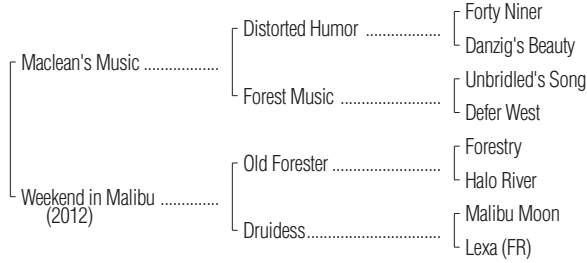 Forty Niner
Distorted Humor ..................
Danzig's Beauty
Maclean's Music .............
Unbridled's Song
Forest Music .......................
Defer West
Forestry
Old Forester .........................
Halo River
Weekend in Malibu ............
(2012)
Malibu Moon
Druidess..............................
Lexa (FR)